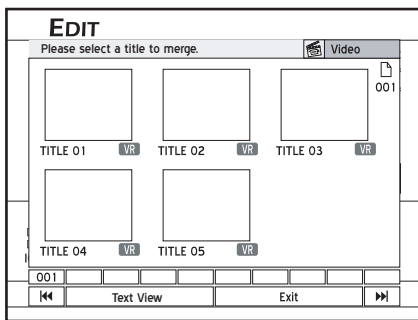 EDIT
Please select a title to merge.
Video
001
TITLE 01 VR
TITLE 02 VR
TITLE 03 VR
TITLE 04 VR
TITLE 05 VR
001
Text View
Exit